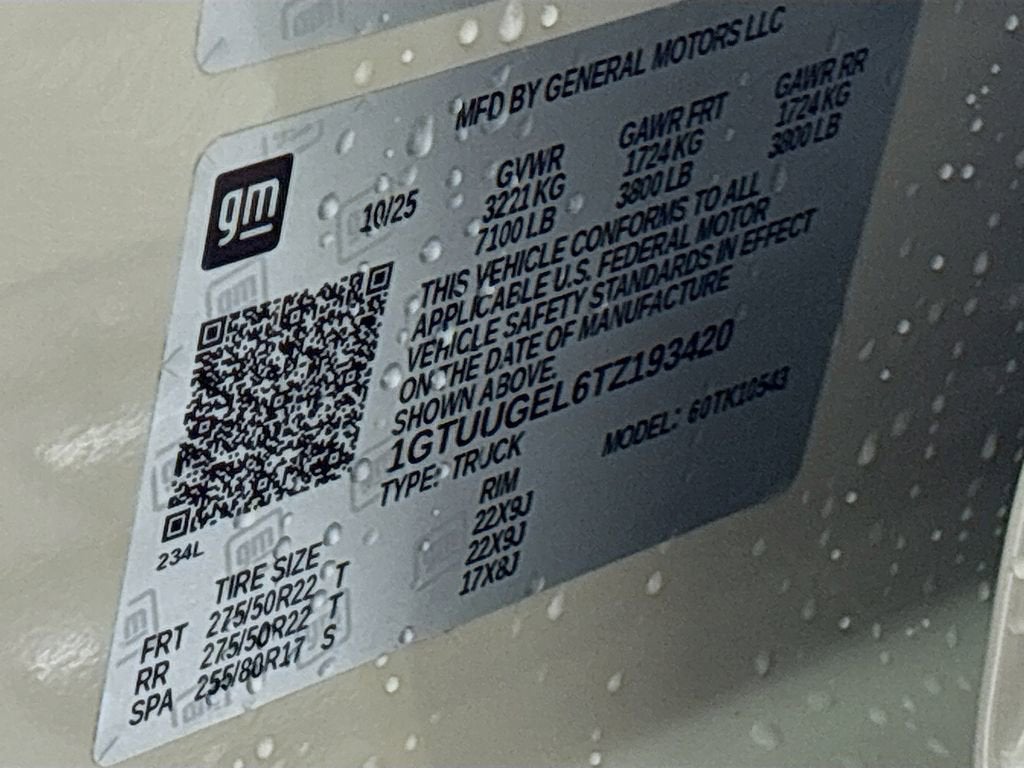 MFD BY GENERAL MOTORS LLC
gm
10/25
GVWR GAWR FRT GAWR RR
3221 KG 1724 KG 1724 KG
7100 LB 3800 LB 3800 LB
THIS VEHICLE CONFORMS TO ALL
APPLICABLE U.S. FEDERAL MOTOR
VEHICLE SAFETY STANDARDS IN EFFECT
ON THE DATE OF MANUFACTURE
SHOWN ABOVE.
1GTUUGEL6TZ193420
TYPE: TRUCK MODEL: 60TK10543
234L
TIRE SIZE RIM
FRT 275/50R22 T 22X9J
RR 275/50R22 T 22X9J
SPA 255/80R17 S 17X8J